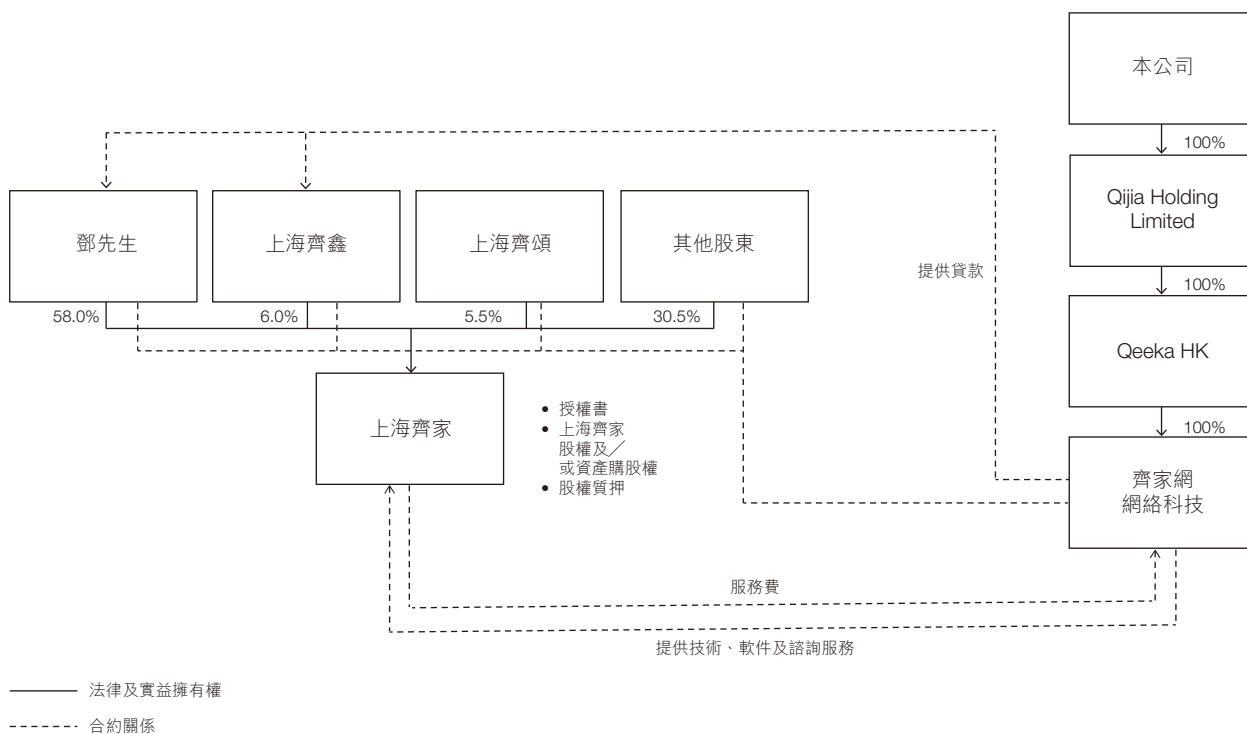 本公司
100%
Qijia Holding
Limited
100%
Qeeka HK
100%
齊家網
網絡科技
提供貸款
鄧先生
上海齊鑫
上海齊頌
其他股東
58.0%
6.0%
5.5%
30.5%
上海齊家
• 授權書
• 上海齊家
股權及／
或資產購股權
• 股權質押
服務費
提供技術、軟件及諮詢服務
法律及實益擁有權
合約關係